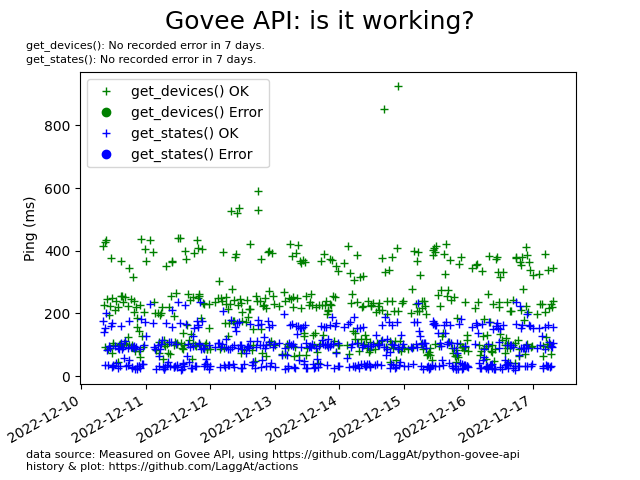 Govee API: is it working?
get_devices(): No recorded error in 7 days.
get_states(): No recorded error in 7 days.
get_devices() OK
get_devices() Error
get_states() OK
get_states() Error
Ping (ms)
800
600
400
200
0
2022-12-10
2022-12-11
2022-12-12
2022-12-13
2022-12-14
2022-12-15
2022-12-16
2022-12-17
data source: Measured on Govee API, using https://github.com/LaggAt/python-govee-api
history & plot: https://github.com/LaggAt/actions